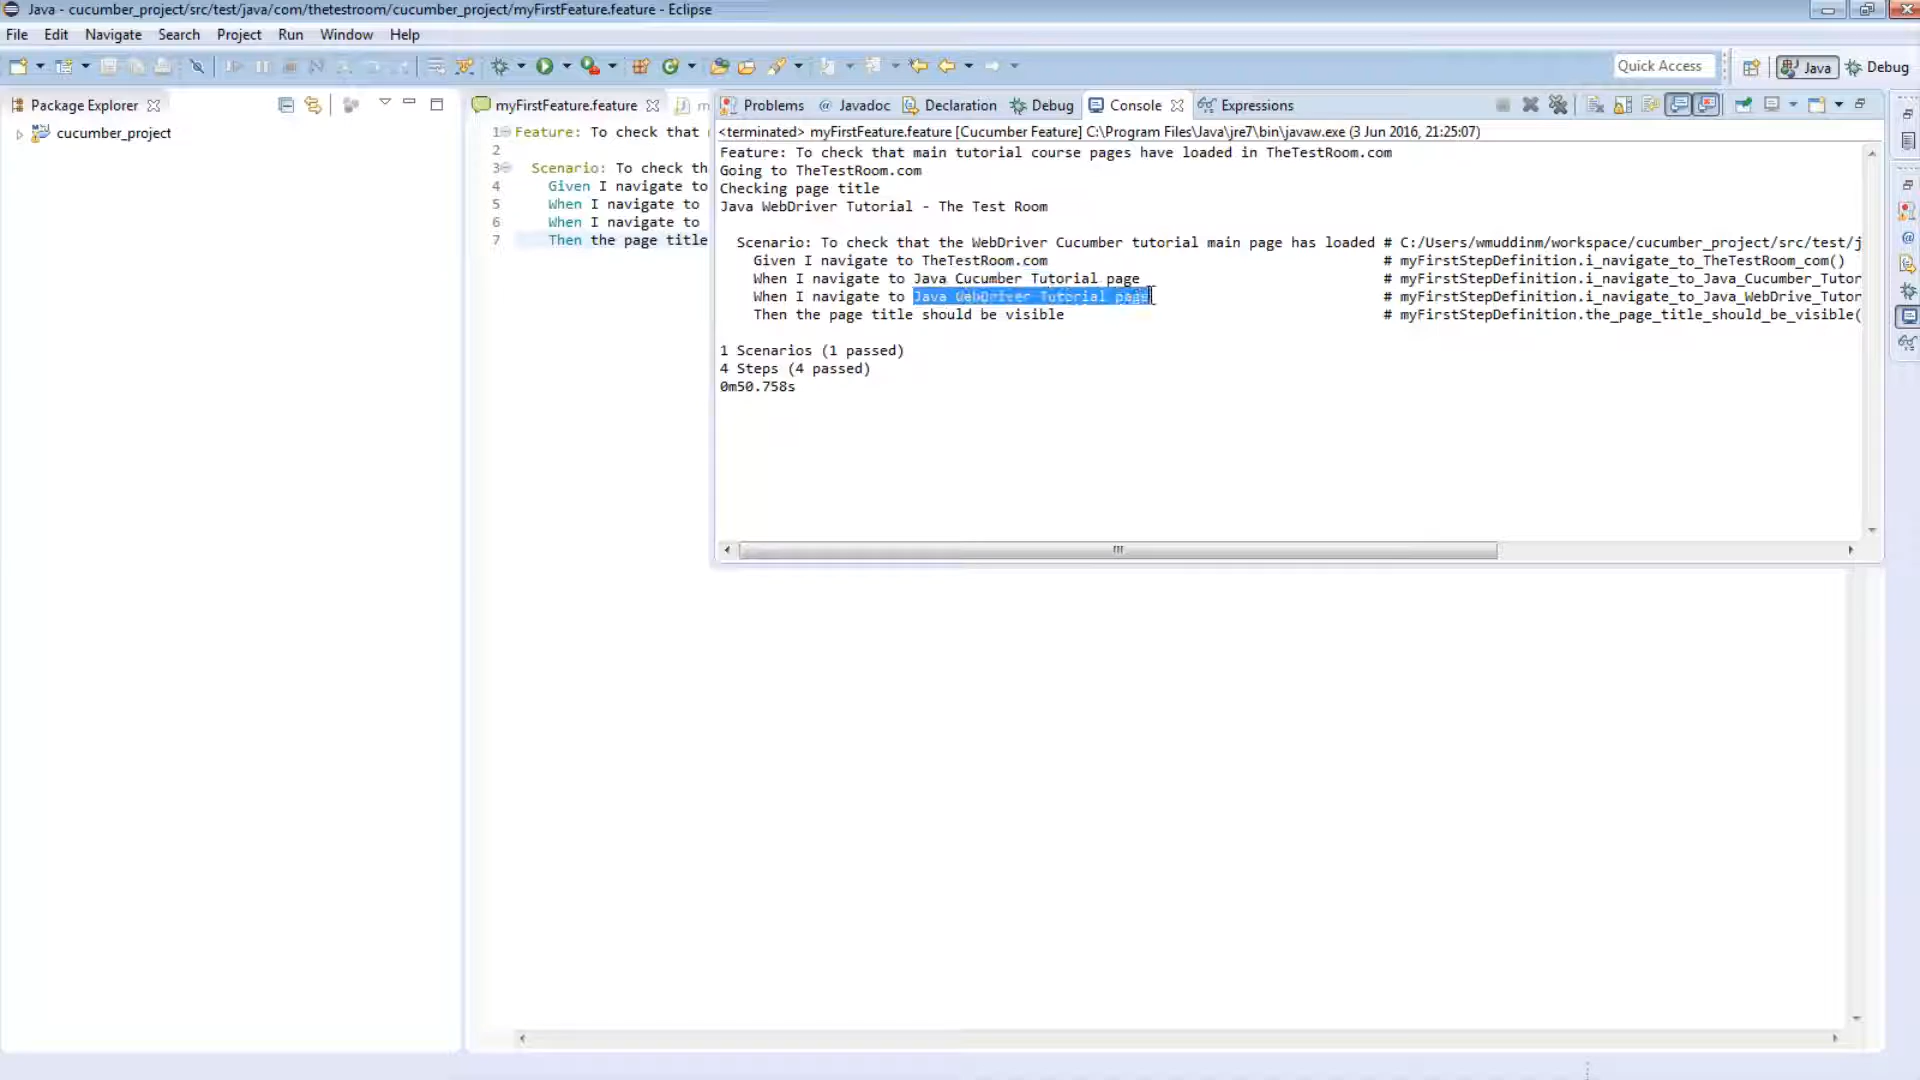 Java - cucumber_project/src/test/java/com/thetestroom/cucumber_project/myFirstFeature.feature - Eclipse
File Edit Navigate Search Project Run Window Help
Quick Access Java Debug
Package Explorer
cucumber_project
myFirstFeature.feature m
1 Feature: To check that
2
3 Scenario: To check th
4 Given I navigate to
5 When I navigate to
6 When I navigate to
7 Then the page title
Problems Javadoc Declaration Debug Console Expressions
<terminated> myFirstFeature.feature [Cucumber Feature] C:\Program Files\Java\jre7\bin\javaw.exe (3 Jun 2016, 21:25:07)
Feature: To check that main tutorial course pages have loaded in TheTestRoom.com
Going to TheTestRoom.com
Checking page title
Java WebDriver Tutorial - The Test Room
Scenario: To check that the WebDriver Cucumber tutorial main page has loaded # C:/Users/wmuddinm/workspace/cucumber_project/src/test/j
Given I navigate to TheTestRoom.com # myFirstStepDefinition.i_navigate_to_TheTestRoom_com()
When I navigate to Java Cucumber Tutorial page # myFirstStepDefinition.i_navigate_to_Java_Cucumber_Tutor
When I navigate to Java WebDriver Tutorial page # myFirstStepDefinition.i_navigate_to_Java_WebDrive_Tutor
Then the page title should be visible # myFirstStepDefinition.the_page_title_should_be_visible(
1 Scenarios (1 passed)
4 Steps (4 passed)
0m50.758s